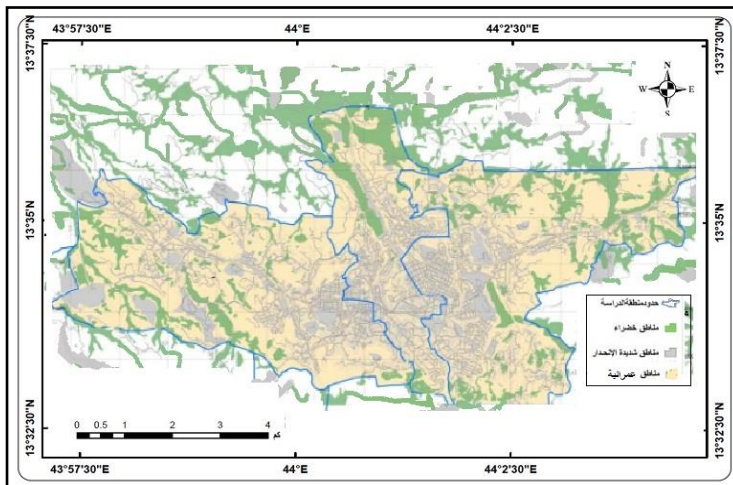 43°57'30"E 44°E 44°2'30"E
13°37'30"N 13°37'30"N
N
W E
S
13°35'N 13°35'N
حدود منطقة الدراسة
مناطق خضراء
مناطق شديدة الإنحدار
مناطق عمرانية
0 0.5 1 2 3 4
كم
13°32'30"N 13°32'30"N
43°57'30"E 44°E 44°2'30"E